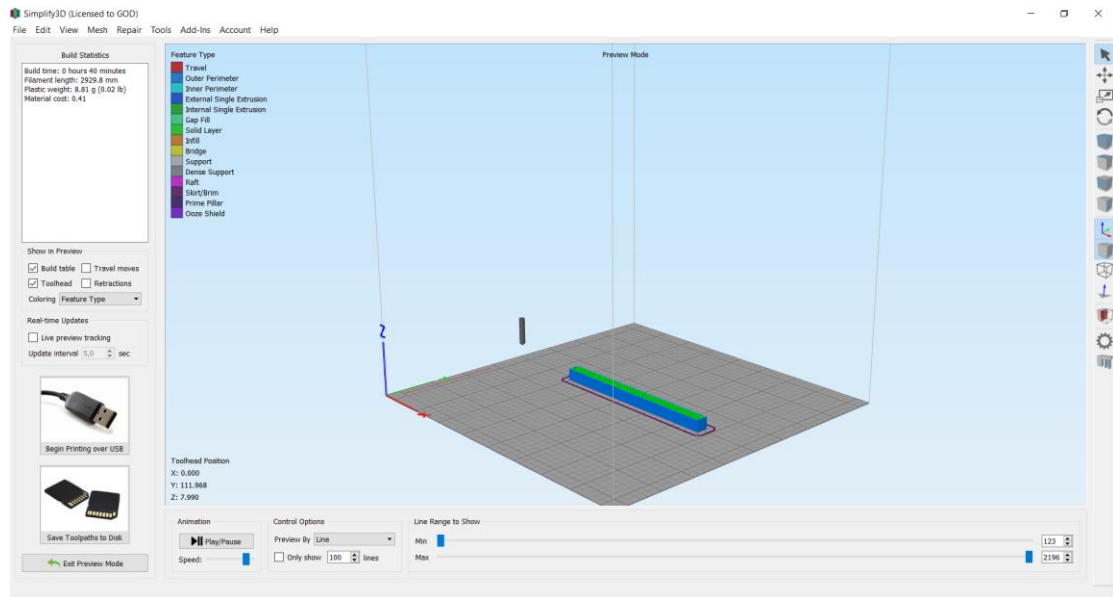 Simplify3D (Licensed to GOD)
File Edit View Mesh Repair Tools Add-Ins Account Help
Build Statistics
Build time: 0 hours 40 minutes
Filament length: 2929.8 mm
Plastic weight: 8.81 g (0.02 lb)
Material cost: 0.41
Show in Preview
Build table Travel moves
Toolhead Retractions
Coloring Feature Type
Real-time Updates
Live preview tracking
Update interval 5,0 sec
Begin Printing over USB
Save Toolpaths to Disk
Exit Preview Mode
Feature Type
Travel
Outer Perimeter
Inner Perimeter
External Single Extrusion
Internal Single Extrusion
Gap Fill
Solid Layer
Infill
Bridge
Support
Dense Support
Raft
Skirt/Brim
Prime Pillar
Ooze Shield
Preview Mode
Toolhead Position
X: 0.000
Y: 111.968
Z: 7.990
Animation
Play/Pause
Speed:
Control Options
Preview By Line
Only show 100 lines
Line Range to Show
Min 123
Max 2196